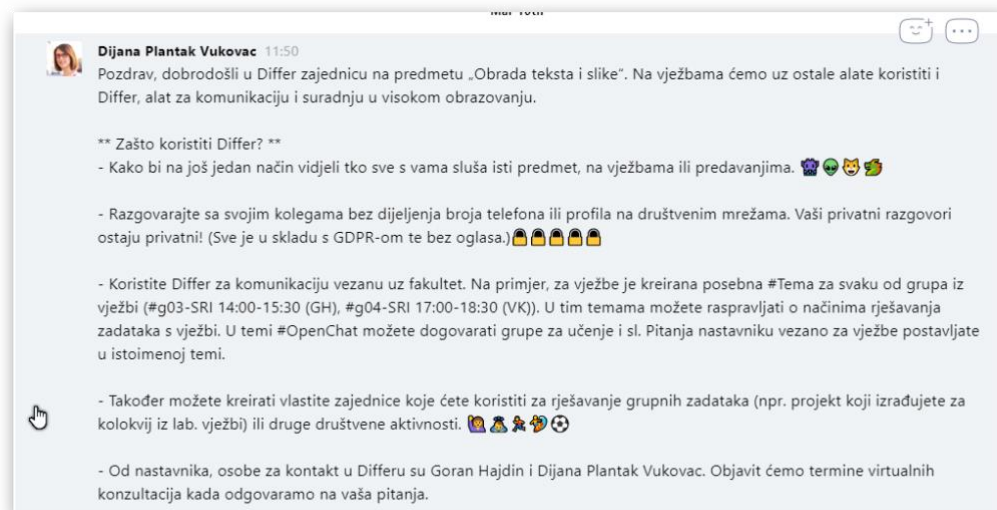 Dijana Plantak Vukovac 11:50
Pozdrav, dobrodošli u Differ zajednicu na predmetu „Obrada teksta i slike”. Na vježbama ćemo uz ostale alate koristiti i
Differ, alat za komunikaciju i suradnju u visokom obrazovanju.
** Zašto koristiti Differ? **
- Kako bi na još jedan način vidjeli tko sve s vama sluša isti predmet, na vježbama ili predavanjima.
- Razgovarajte sa svojim kolegama bez dijeljenja broja telefona ili profila na društvenim mrežama. Vaši privatni razgovori
ostaju privatni! (Sve je u skladu s GDPR-om te bez oglasa.)
- Koristite Differ za komunikaciju vezanu uz fakultet. Na primjer, za vježbe je kreirana posebna #Tema za svaku od grupa iz
vježbi (#g03-SRI 14:00-15:30 (GH), #g04-SRI 17:00-18:30 (VK)). U tim temama možete raspravljati o načinima rješavanja
zadataka s vježbi. U temi #OpenChat možete dogovarati grupe za učenje i sl. Pitanja nastavniku vezano za vježbe postavljate
u istoimenoj temi.
- Također možete kreirati vlastite zajednice koje ćete koristiti za rješavanje grupnih zadataka (npr. projekt koji izrađujete za
kolokvij iz lab. vježbi) ili druge društvene aktivnosti.
- Od nastavnika, osobe za kontakt u Differu su Goran Hajdin i Dijana Plantak Vukovac. Objavit ćemo termine virtualnih
konzultacija kada odgovaramo na vaša pitanja.